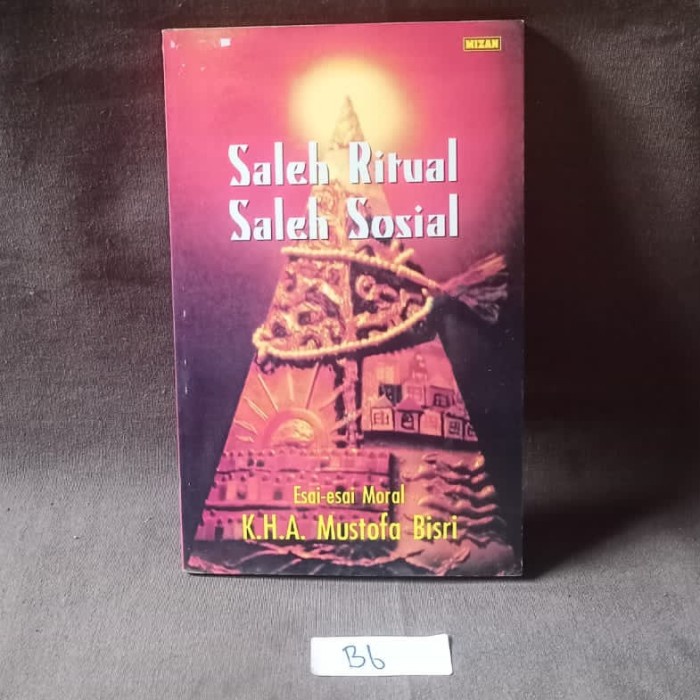 MIZAN
Saleh Ritual
Saleh Sosial
Esai-esai Moral
K.H.A. Mustofa Bisri
B6